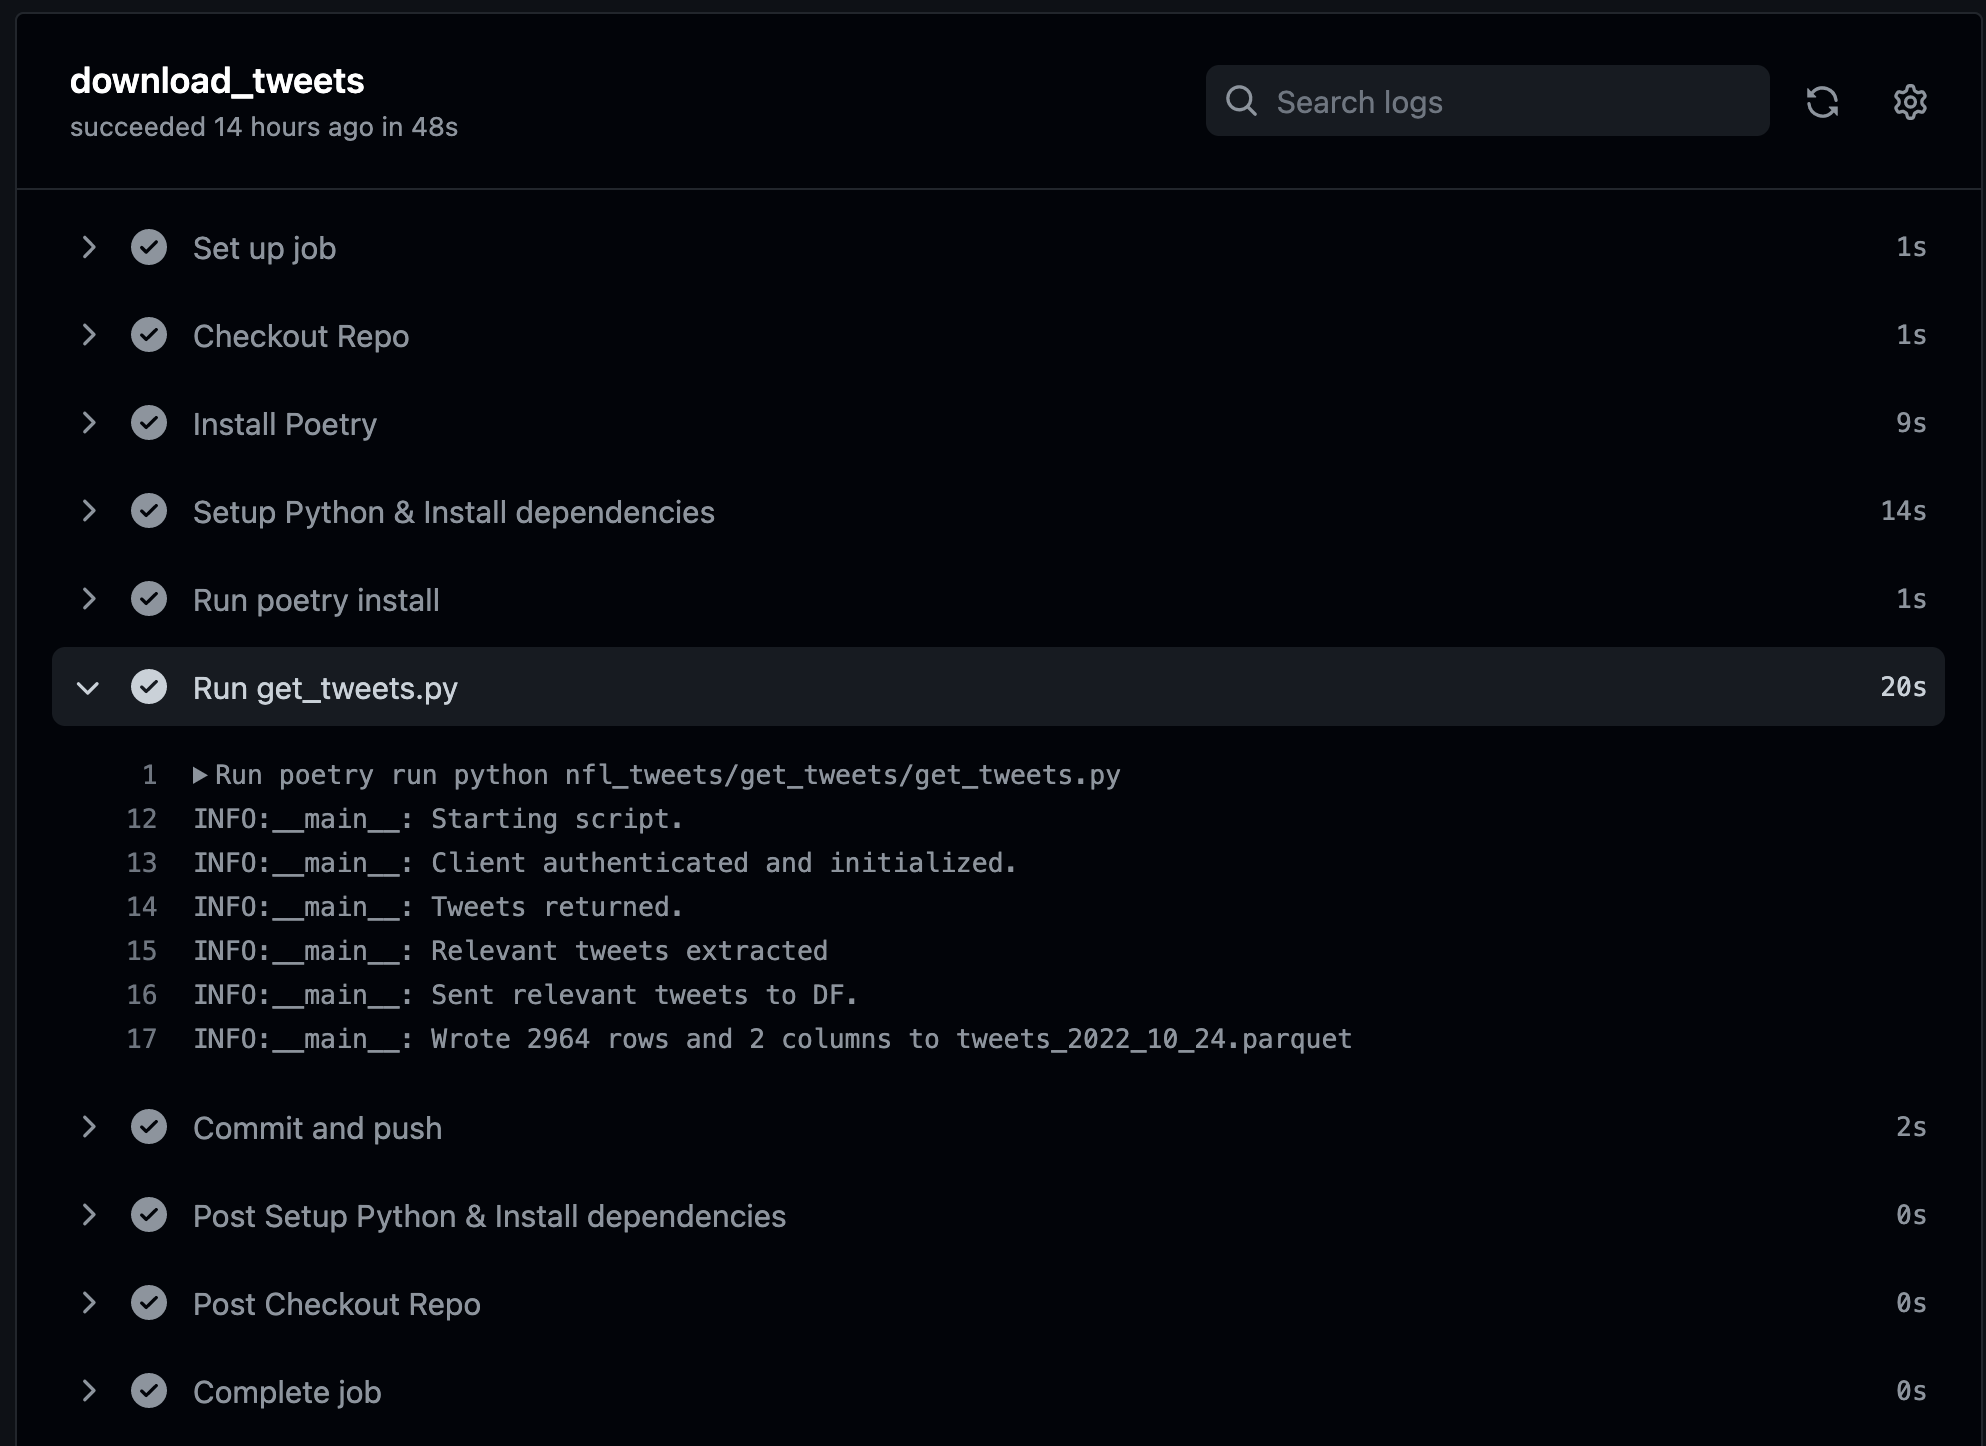 download_tweets
succeeded 14 hours ago in 48s
Search logs
Set up job 1s
Checkout Repo 1s
Install Poetry 9s
Setup Python & Install dependencies 14s
Run poetry install 1s
Run get_tweets.py 20s
1 Run poetry run python nfl_tweets/get_tweets/get_tweets.py
12 INFO:__main__: Starting script.
13 INFO:__main__: Client authenticated and initialized.
14 INFO:__main__: Tweets returned.
15 INFO:__main__: Relevant tweets extracted
16 INFO:__main__: Sent relevant tweets to DF.
17 INFO:__main__: Wrote 2964 rows and 2 columns to tweets_2022_10_24.parquet
Commit and push 2s
Post Setup Python & Install dependencies 0s
Post Checkout Repo 0s
Complete job 0s